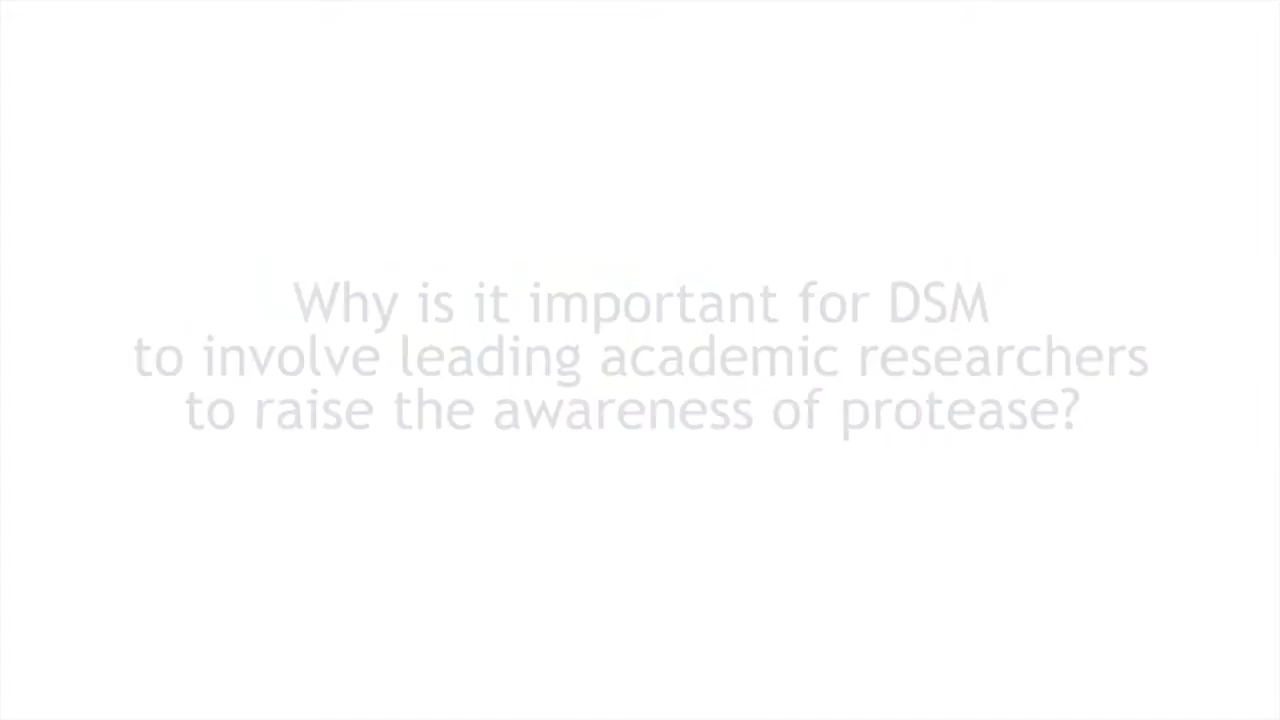 Why is it important for DSM
to involve leading academic researchers
to raise the awareness of protease?